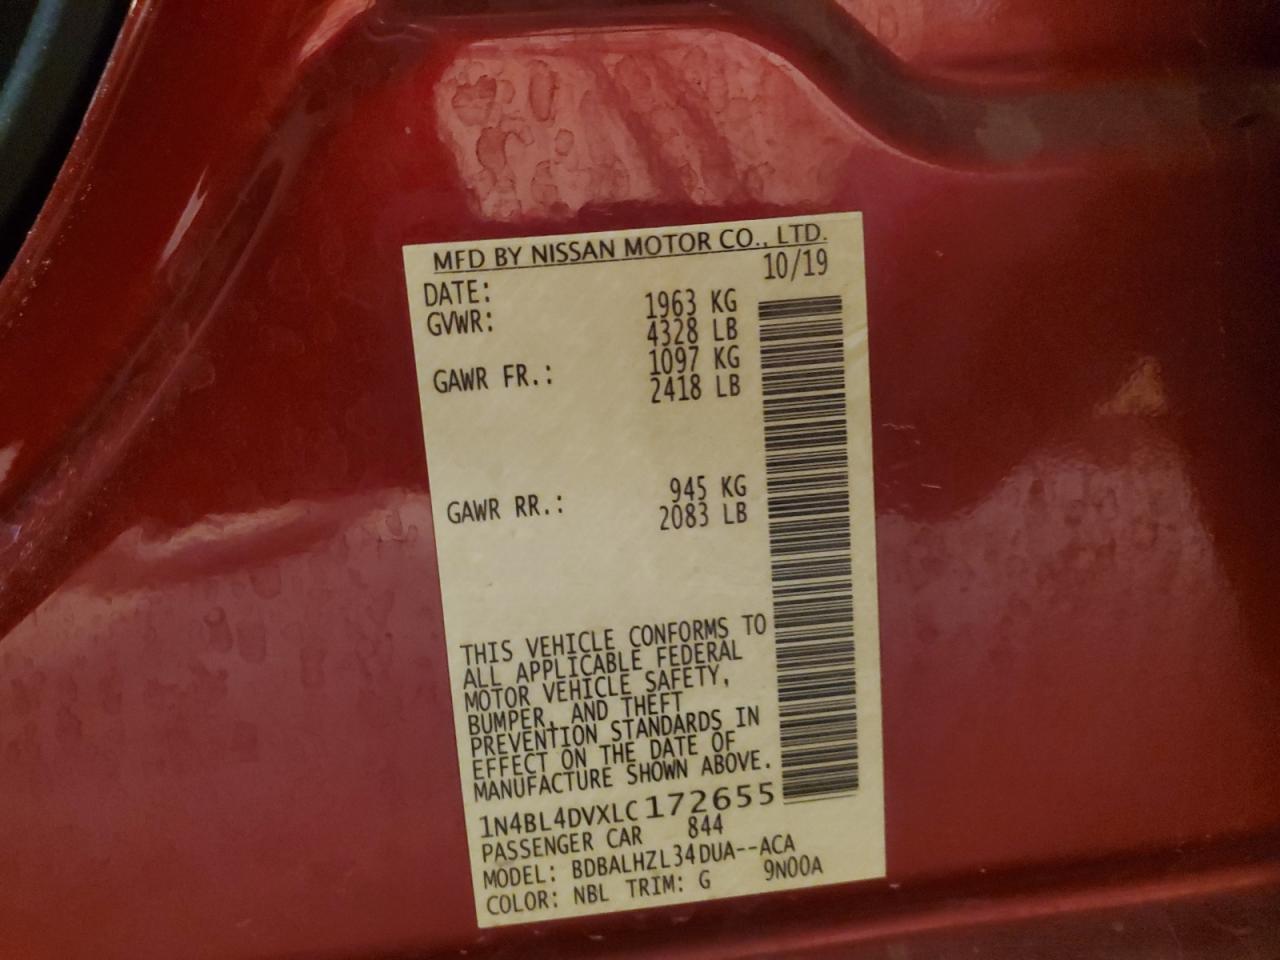 MFD BY NISSAN MOTOR CO., LTD.
DATE: 10/19
GVWR: 1963 KG
4328 LB
GAWR FR.: 1097 KG
2418 LB
GAWR RR.: 945 KG
2083 LB
THIS VEHICLE CONFORMS TO
ALL APPLICABLE FEDERAL
MOTOR VEHICLE SAFETY,
BUMPER, AND THEFT
PREVENTION STANDARDS IN
EFFECT ON THE DATE OF
MANUFACTURE SHOWN ABOVE.
1N4BL4DVXLC172655
PASSENGER CAR 844
MODEL: BDBALHZL34DUA--ACA
COLOR: NBL TRIM: G 9N00A